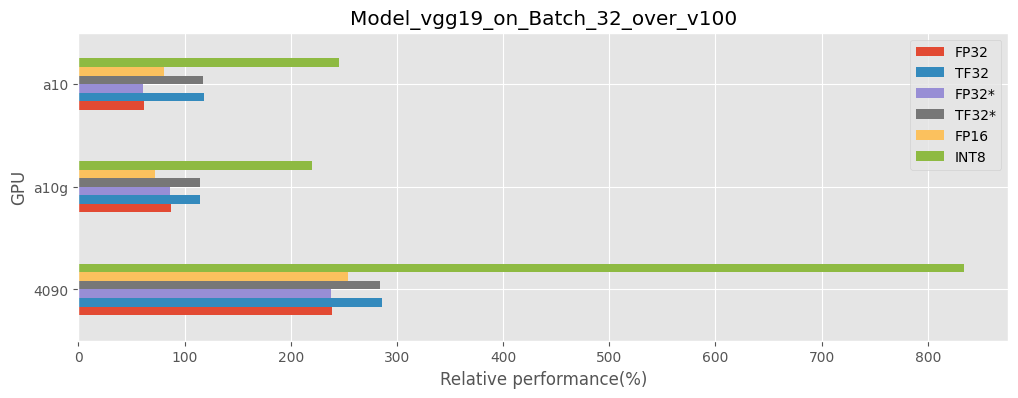 Model_vgg19_on_Batch_32_over_v100
FP32
TF32
FP32*
TF32*
FP16
INT8
GPU
a10
a10g
4090
0 100 200 300 400 500 600 700 800
Relative performance(%)